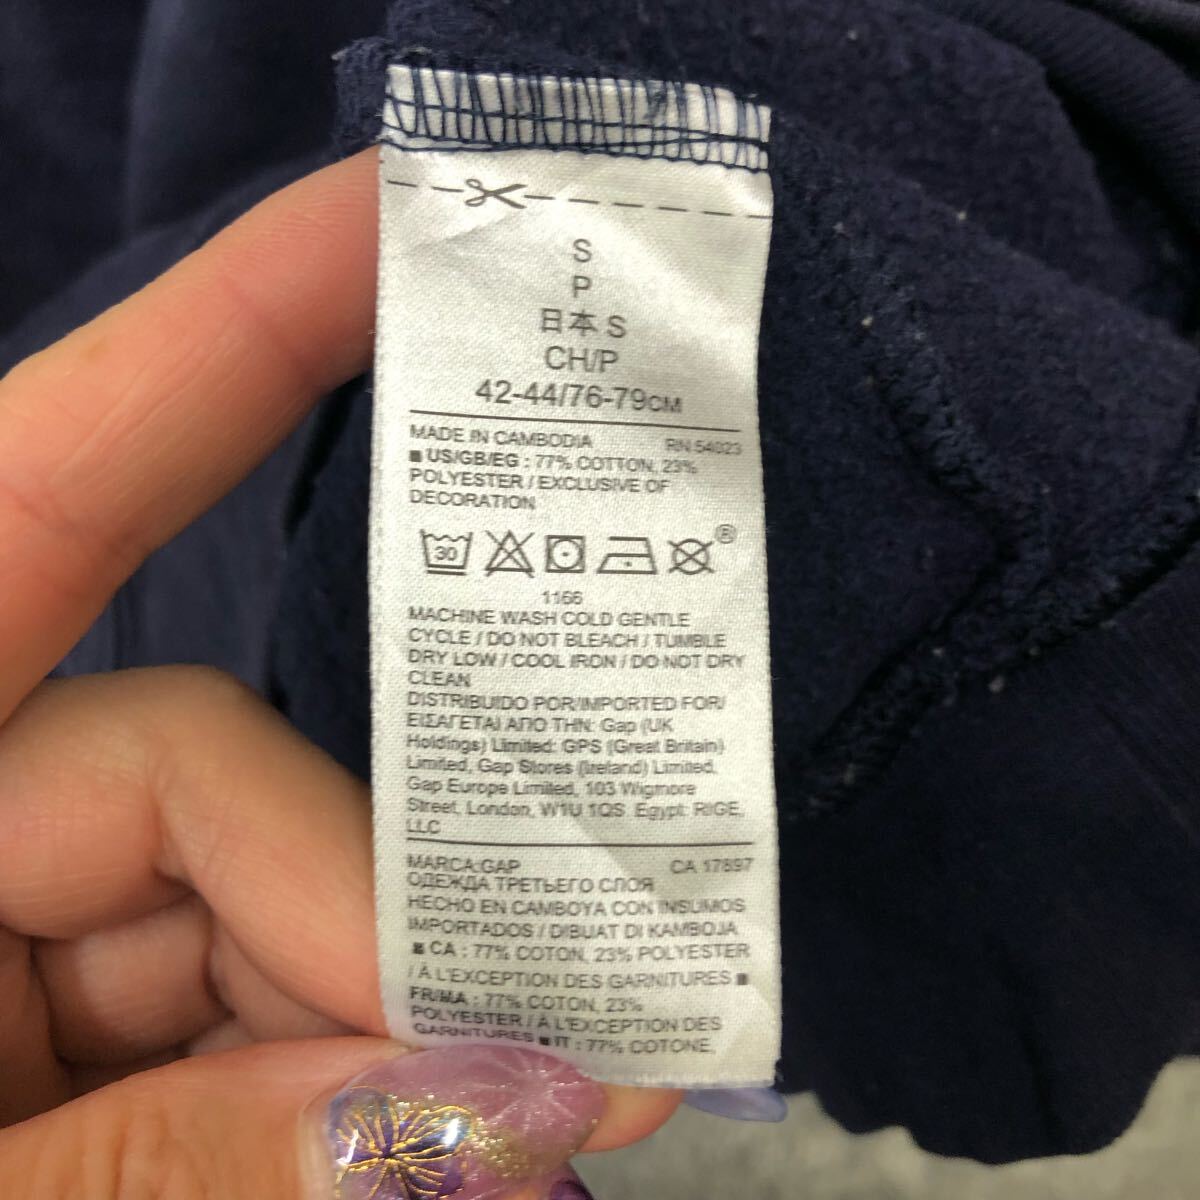 S
P
日本 S
CH/P
42-44/76-79CM
MADE IN CAMBODIA RN 54023
■ US/GB/EG : 77% COTTON, 23%
POLYESTER / EXCLUSIVE OF
DECORATION
30 ®
1166
MACHINE WASH COLD GENTLE
CYCLE / DO NOT BLEACH / TUMBLE
DRY LOW / COOL IRON / DO NOT DRY
CLEAN
DISTRIBUIDO POR/IMPORTED FOR/
ΕΙΣΑΓΕΤΑΙ ΑΠΟ ΤΗΝ: Gap (UK
Holdings) Limited: GPS (Great Britain)
Limited, Gap Stores (Ireland) Limited,
Gap Europe Limited, 103 Wigmore
Street, London, W1U 1QS Egypt: RIGE,
LLC
MARCA:GAP CA 17897
ОДЕЖДА ТРЕТЬЕГО СЛОЯ
HECHO EN CAMBOYA CON INSUMOS
IMPORTADOS / DIBUAT DI KAMBOJA
■ CA : 77% COTON, 23% POLYESTER
/ À L'EXCEPTION DES GARNITURES ■
FR/MA : 77% COTON, 23%
POLYESTER / À L'EXCEPTION DES
GARNITURES ■ IT : 77% COTONE,